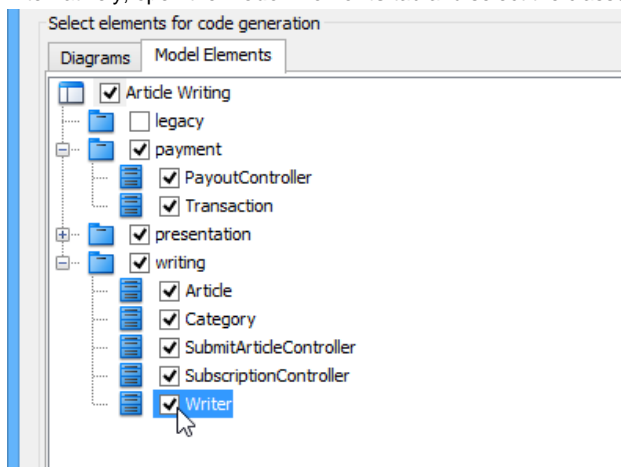 Select elements for code generation
Diagrams Model Elements
Article Writing
legacy
payment
PayoutController
Transaction
presentation
writing
Article
Category
SubmitArticleController
SubscriptionController
Writer